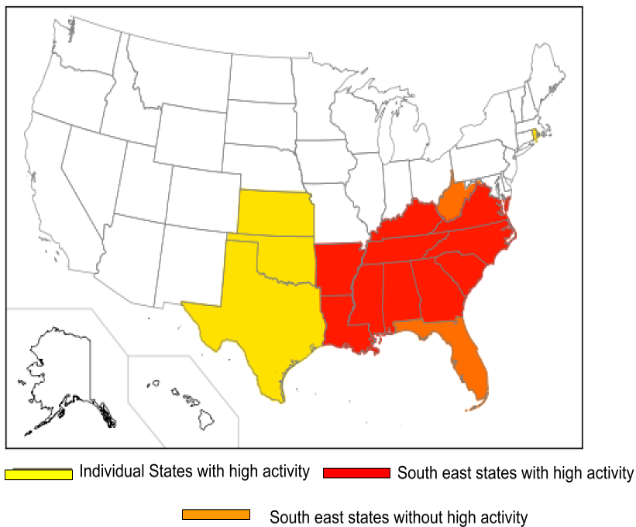 Individual States with high activity
South east states with high activity
South east states without high activity